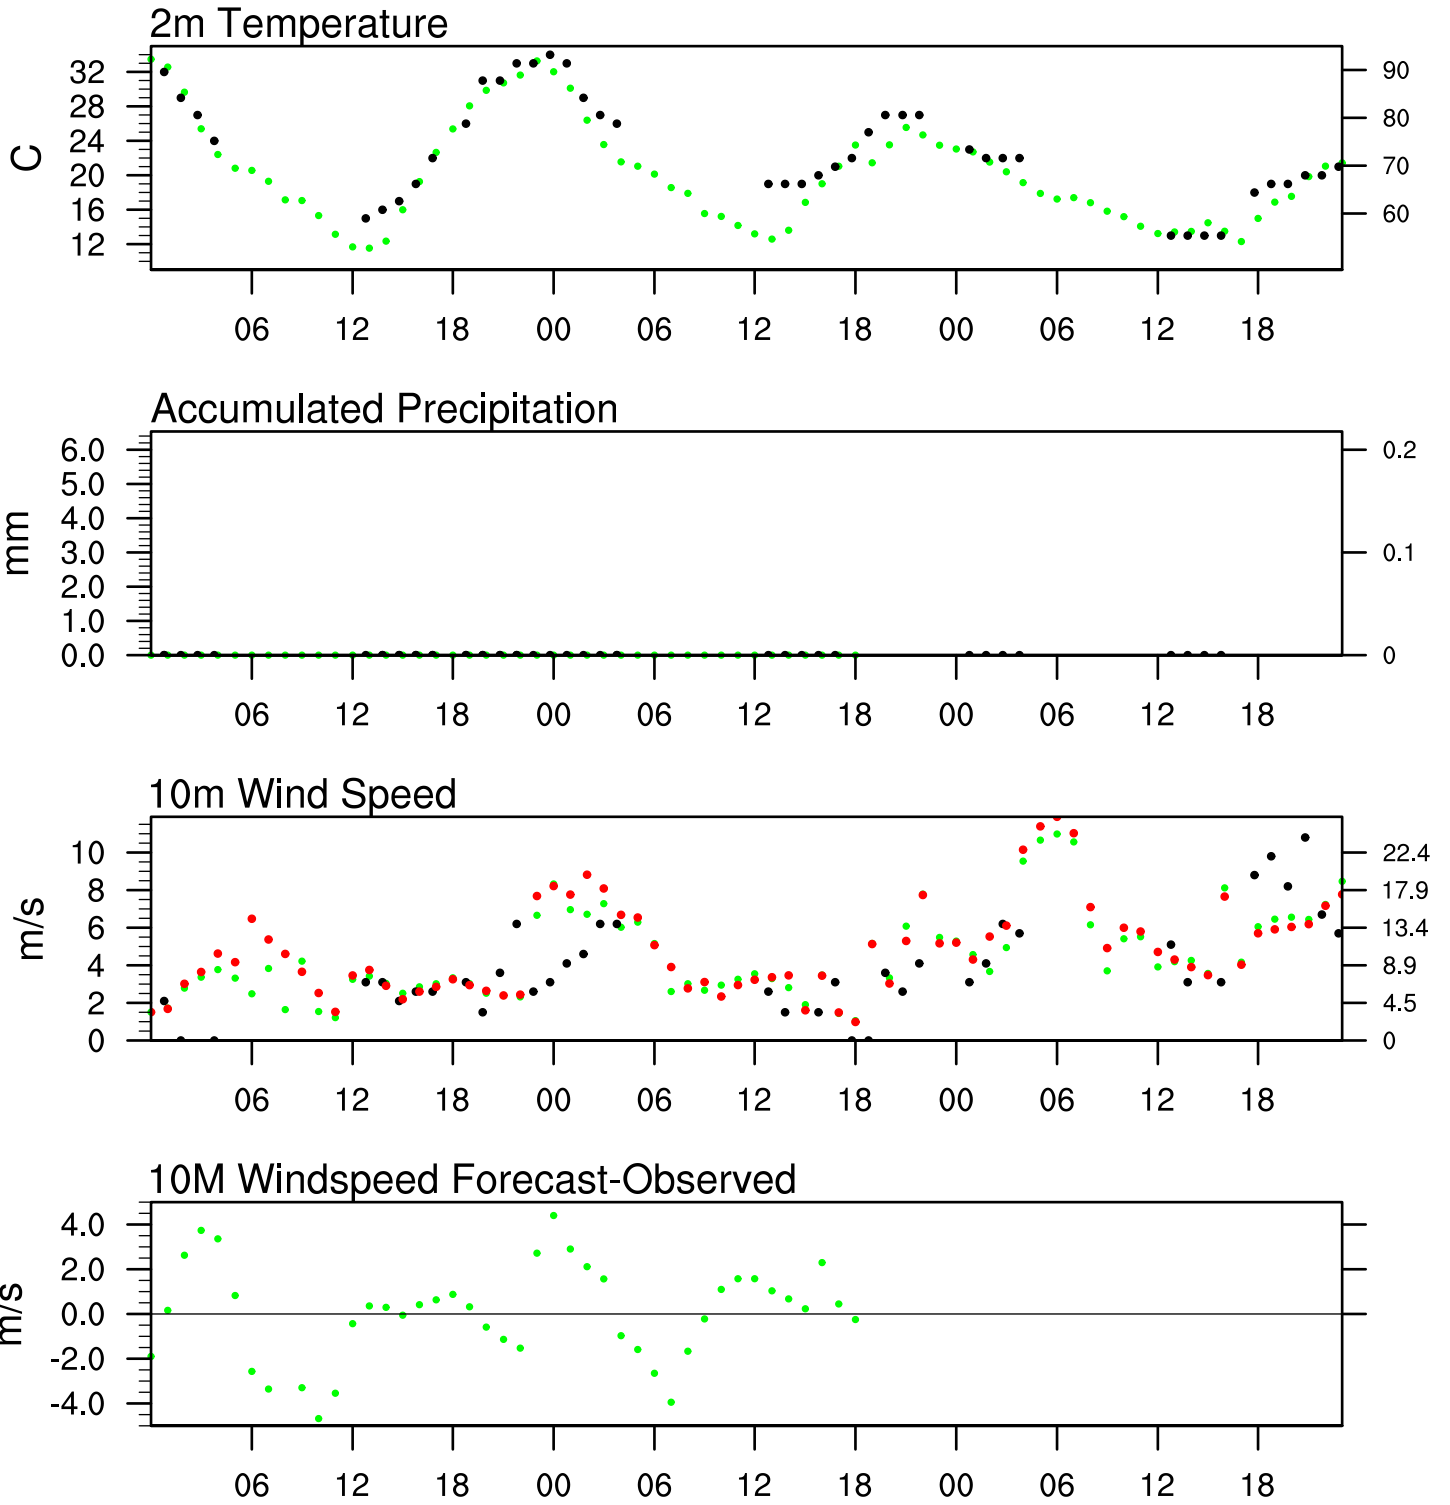 2m Temperature
32 90
28
24 80
C
20 70
16 60
12
06 12 18 00 06 12 18 00 06 12 18
Accumulated Precipitation
6.0 0.2
5.0
4.0
mm
3.0 0.1
2.0
1.0
0.0 0
06 12 18 00 06 12 18 00 06 12 18
10m Wind Speed
10 22.4
8 17.9
m/s
6 13.4
4 8.9
2 4.5
0 0
06 12 18 00 06 12 18 00 06 12 18
10M Windspeed Forecast-Observed
4.0
2.0
m/s
0.0
-2.0
-4.0
06 12 18 00 06 12 18 00 06 12 18